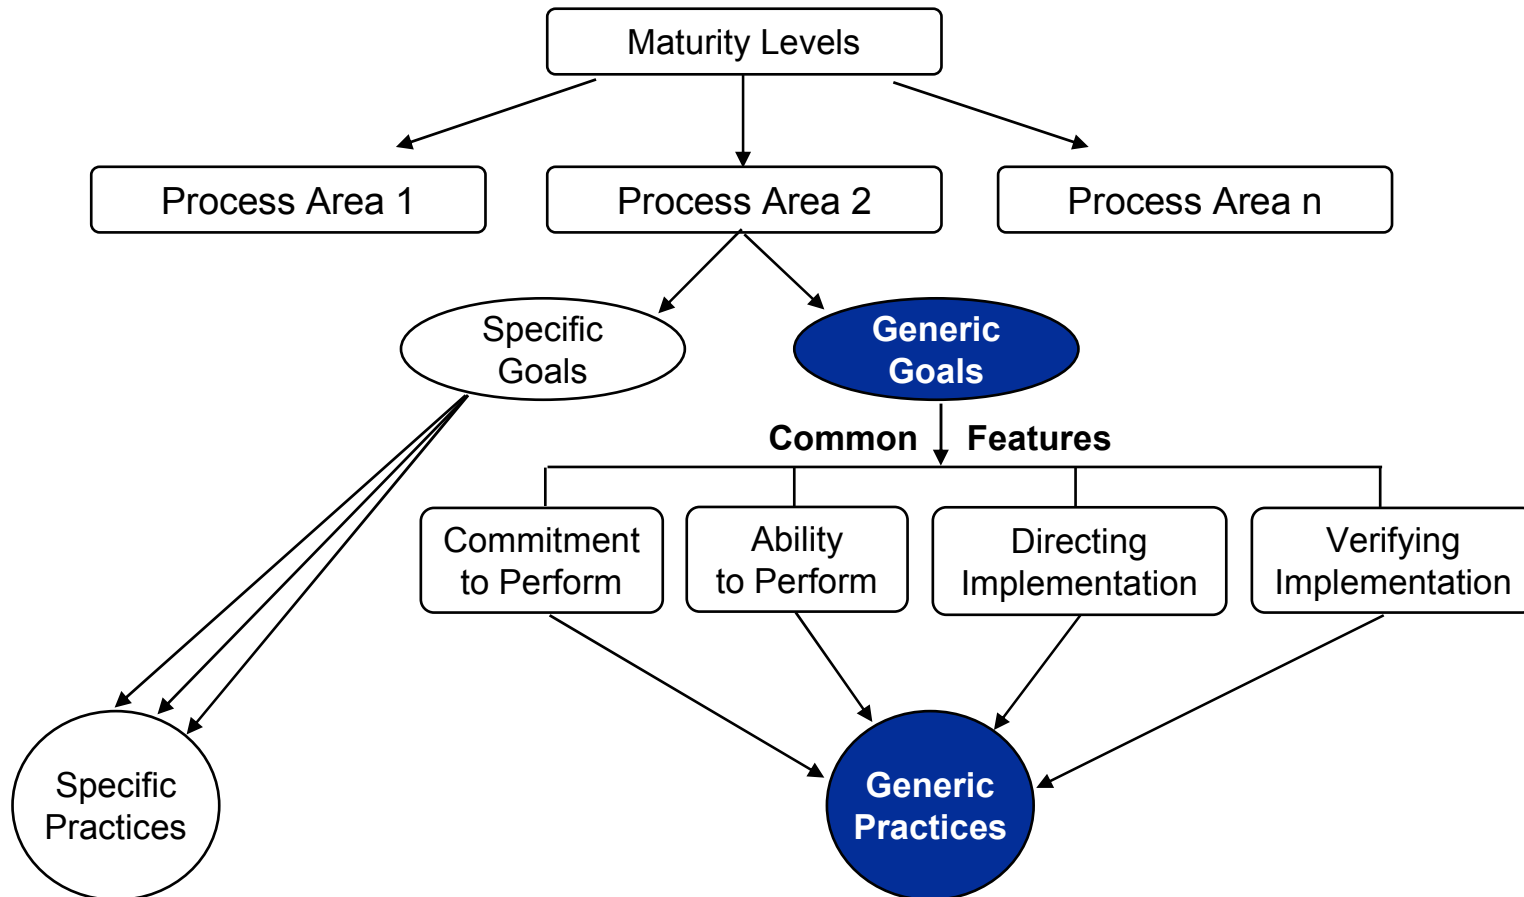 Maturity Levels
Process Area 1
Process Area 2
Process Area n
Specific
Goals
Generic
Goals
Common Features
Commitment
to Perform
Ability
to Perform
Directing
Implementation
Verifying
Implementation
Specific
Practices
Generic
Practices